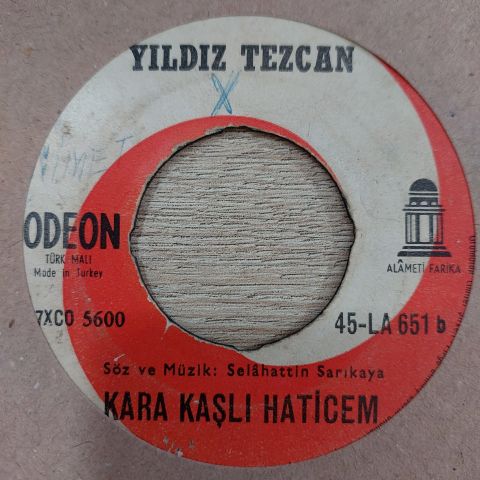 YILDIZ TEZCAN
X
ODEON
TÜRK MALI
Made in Turkey
ALÂMETİ FARİKA
7XCO 5600
45-LA 651 b
Söz ve Müzik: Selâhattin Sarıkaya
KARA KAŞLI HATİCEM